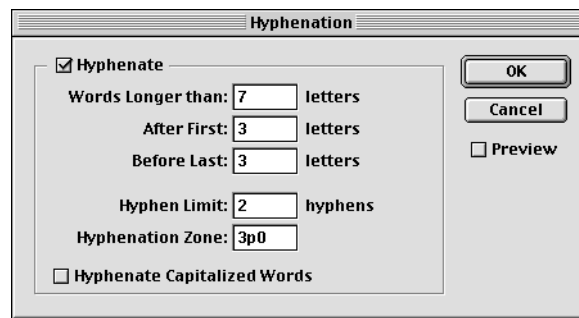 Hyphenation
Hyphenate
Words Longer than: 7 letters
After First: 3 letters
Before Last: 3 letters
Hyphen Limit: 2 hyphens
Hyphenation Zone: 3p0
Hyphenate Capitalized Words
OK
Cancel
Preview